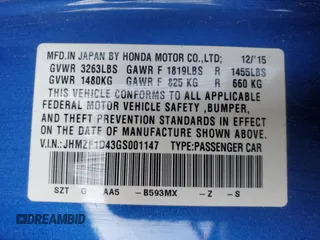 MFD.IN JAPAN BY HONDA MOTOR CO.,LTD; 12/'15
GVWR 3263LBS GAWR F 1819LBS R 1455LBS
GVWR 1480KG GAWR F 825 KG R 660 KG
THIS VEHICLE CONFORMS TO ALL APPLICABLE
FEDERAL MOTOR VEHICLE SAFETY ,BUMPER,
AND THEFT PREVENTION STANDARDS IN EFFECT ON
THE DATE OF MANUFACTURE SHOWN ABOVE.
V.I.N.: JHMZF1D43GS001147 TYPE:PASSENGER CAR
SZT AA5 -B593MX -Z -S
DREAMBID